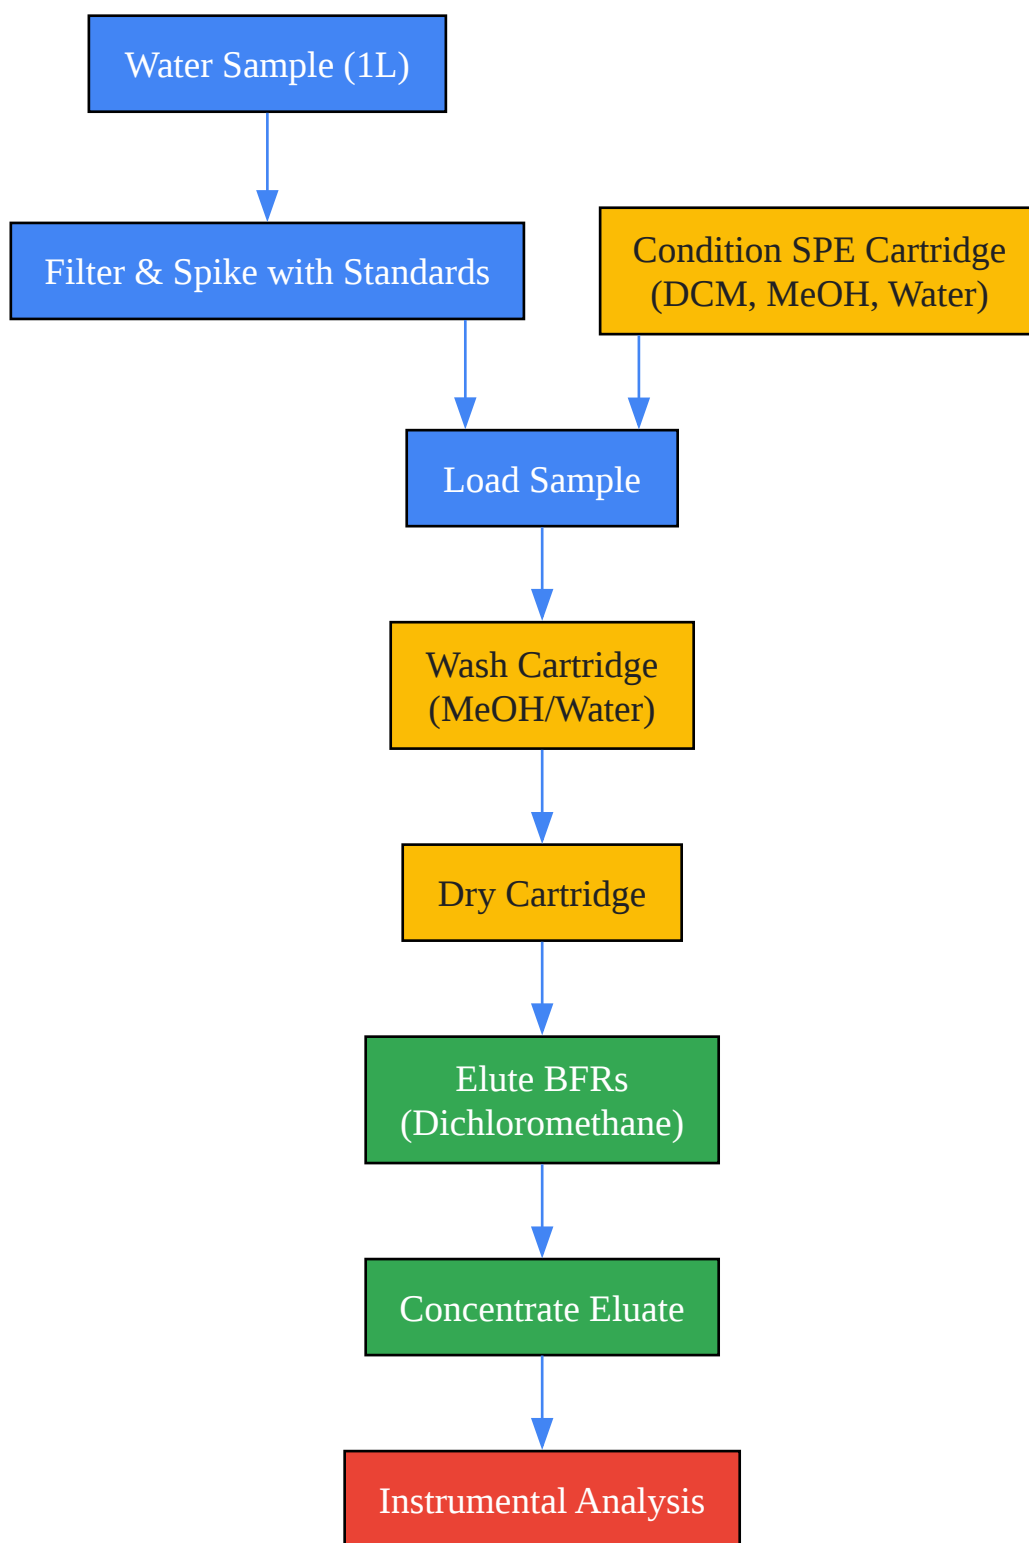 Water Sample (1L)
Filter & Spike with Standards
Condition SPE Cartridge
(DCM, MeOH, Water)
Load Sample
Wash Cartridge
(MeOH/Water)
Dry Cartridge
Elute BFRs
(Dichloromethane)
Concentrate Eluate
Instrumental Analysis